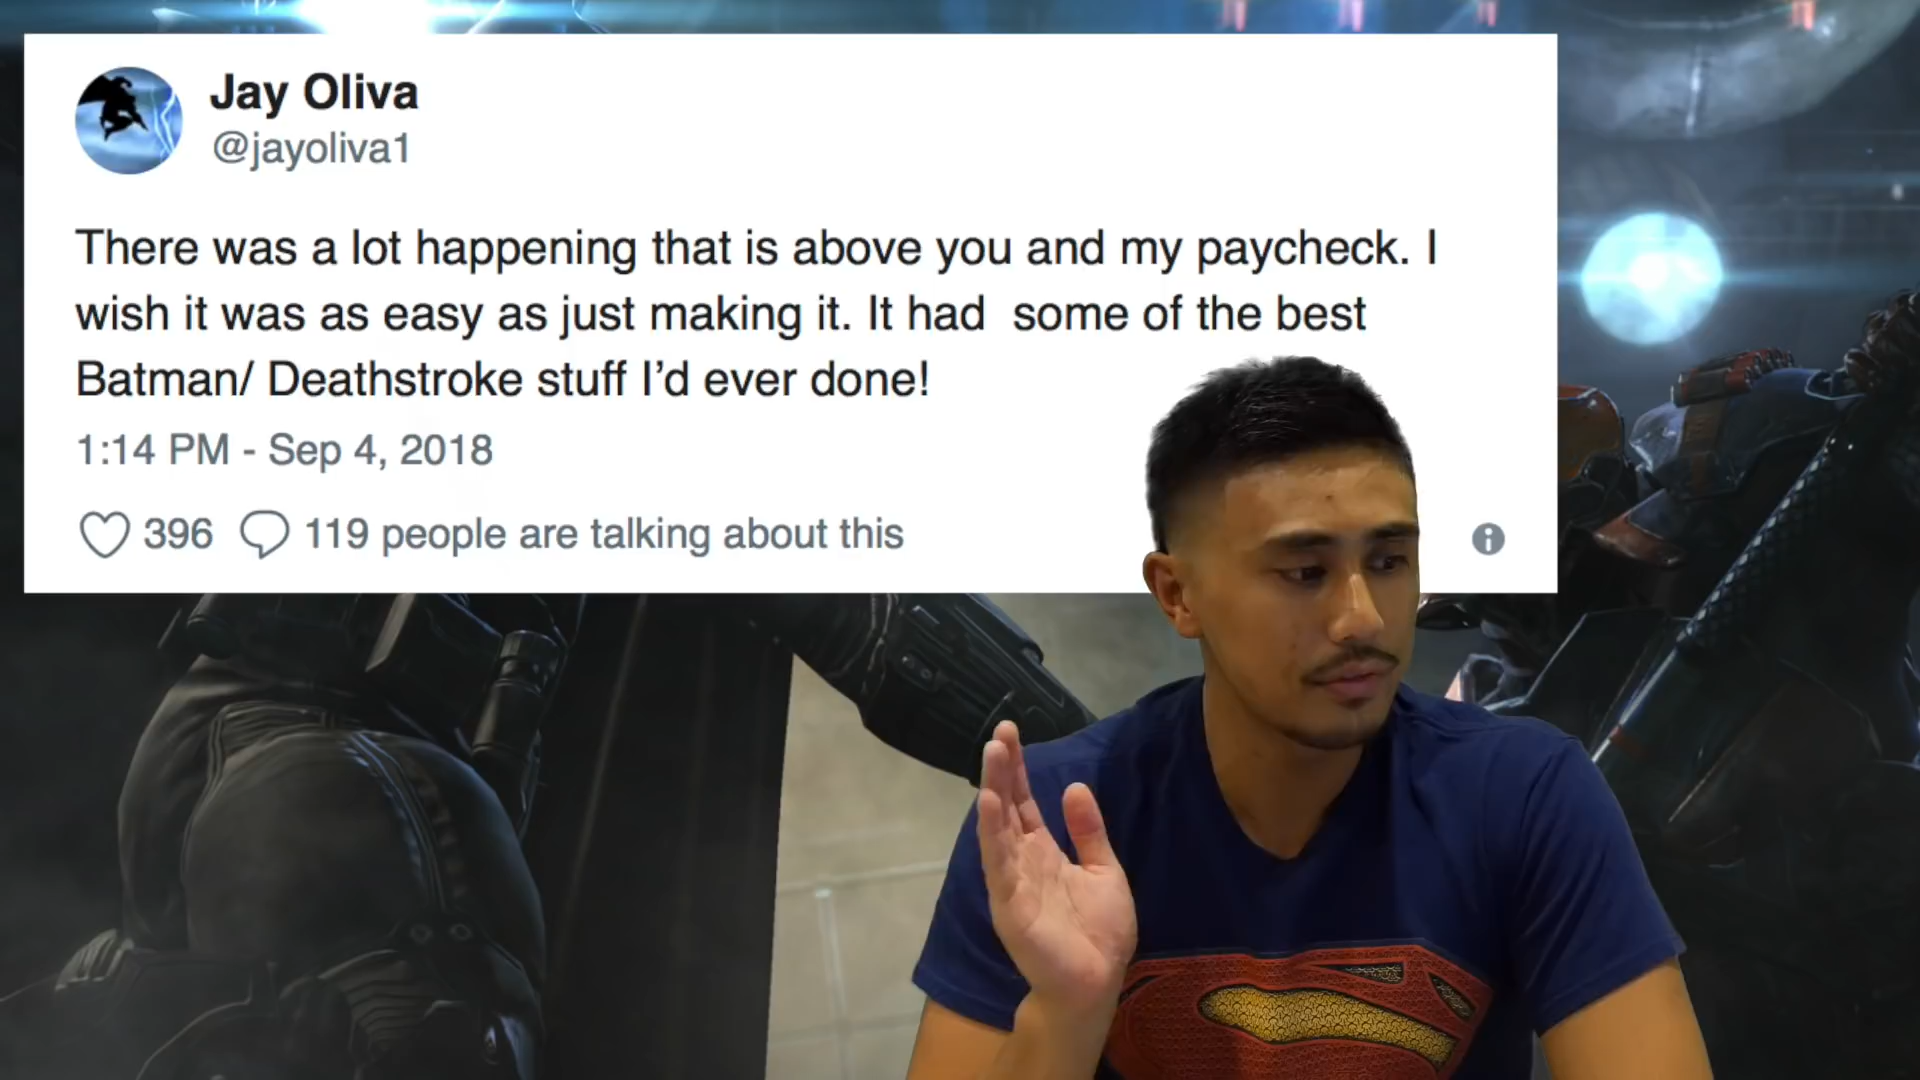 Jay Oliva
@jayoliva1
There was a lot happening that is above you and my paycheck. I
wish it was as easy as just making it. It had  some of the best
Batman/ Deathstroke stuff I’d ever done!
1:14 PM - Sep 4, 2018
396 119 people are talking about this